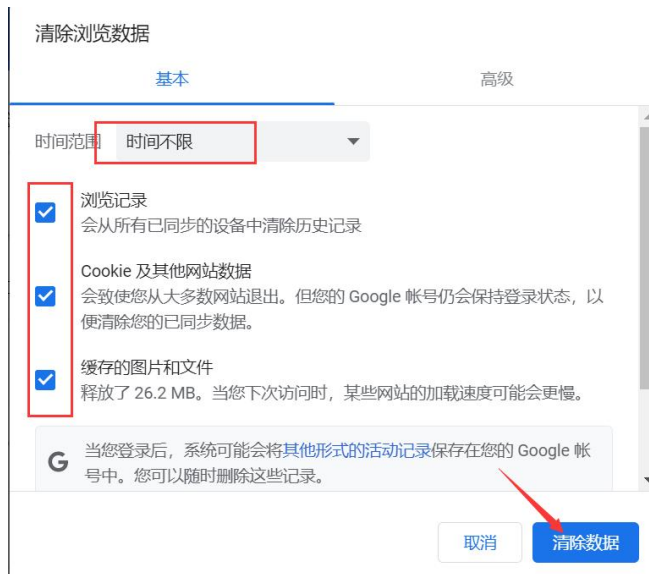 清除浏览数据
基本
高级
时间范围
时间不限
浏览记录
会从所有已同步的设备中清除历史记录
Cookie 及其他网站数据
会致使您从大多数网站退出。但您的 Google 帐号仍会保持登录状态，以
便清除您的已同步数据。
缓存的图片和文件
释放了 26.2 MB。当您下次访问时，某些网站的加载速度可能会更慢。
G
当您登录后，系统可能会将其他形式的活动记录保存在您的 Google 帐
号中。您可以随时删除这些记录。
取消
清除数据